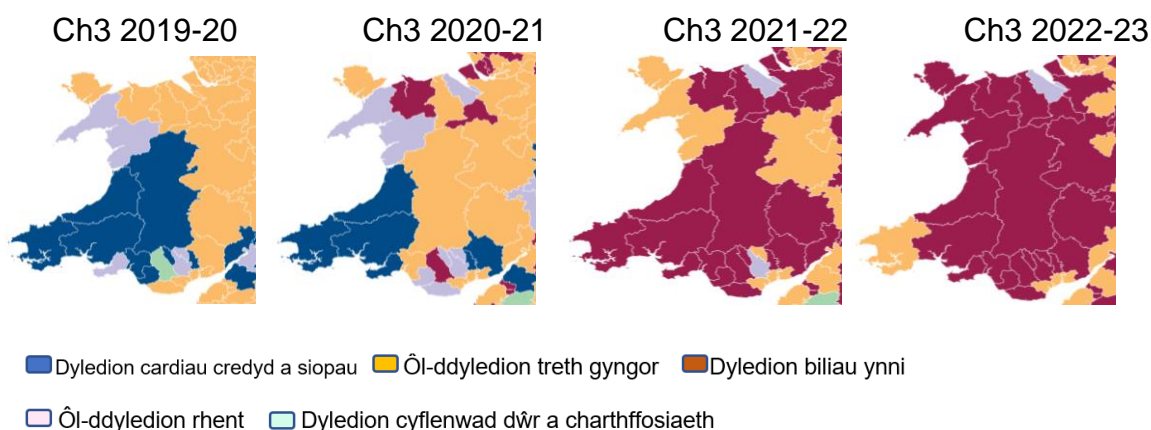 Ch3 2019-20 Ch3 2020-21 Ch3 2021-22 Ch3 2022-23
Dyledion cardiau credyd a siopau Ôl-ddyledion treth gyngor Dyledion biliau ynni
Ôl-ddyledion rhent Dyledion cyflenwad dŵr a charthffosiaeth